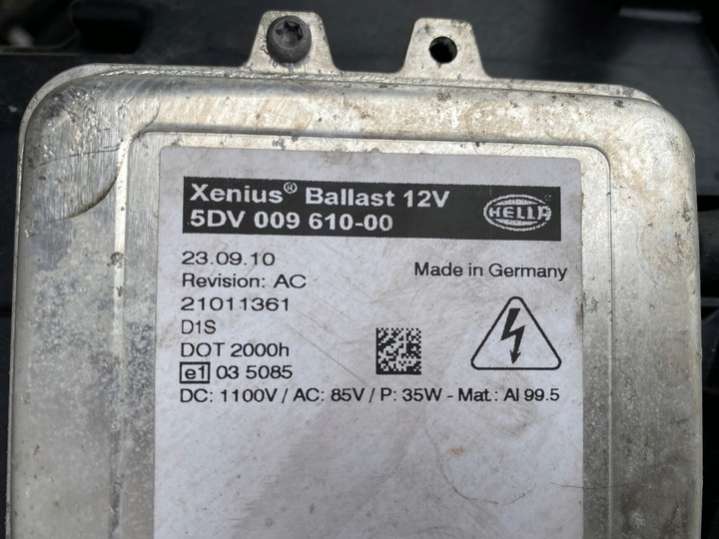 Xenius® Ballast 12V
5DV 009 610-00
HELLA
23.09.10
Made in Germany
Revision: AC
21011361
D1S
DOT 2000h
e1 03 5085
DC: 1100V / AC: 85V / P: 35W - Mat.: Al 99.5